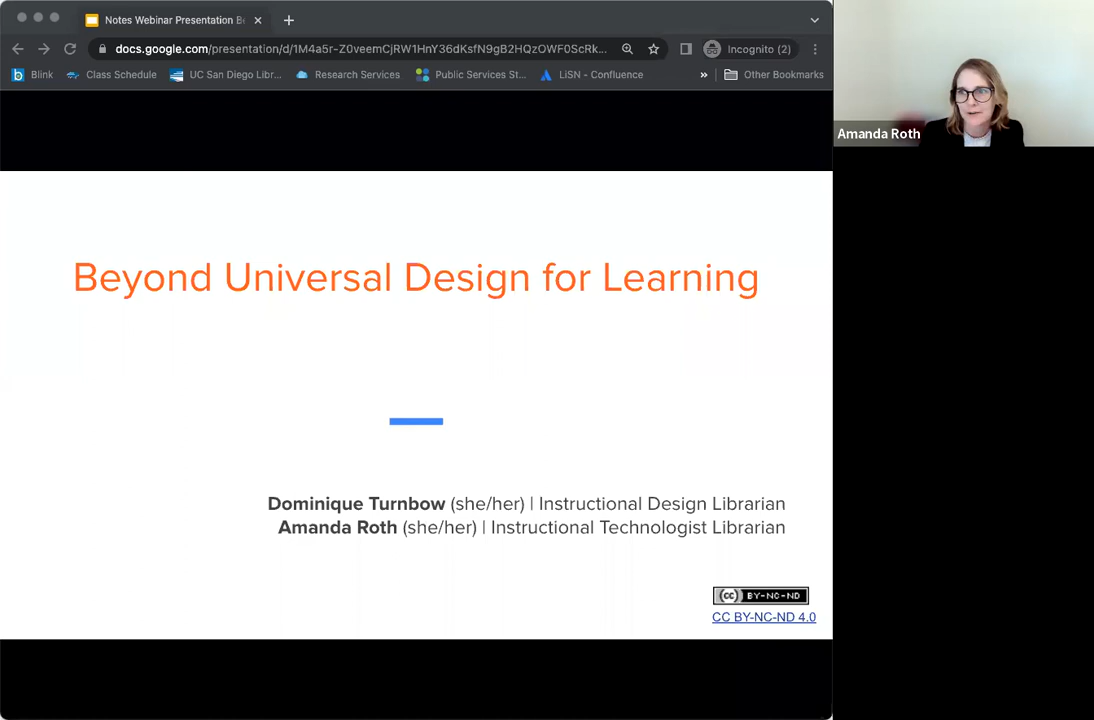 Notes Webinar Presentation Be
docs.google.com/presentation/d/1M4a5r-Z0veemCjRW1HnY36dKsfN9gB2HQzOWF0ScRk...
Incognito (2)
Blink
Class Schedule
UC San Diego Libr...
Research Services
Public Services St...
LiSN - Confluence
»
Other Bookmarks
Amanda Roth
Beyond Universal Design for Learning
Dominique Turnbow (she/her) | Instructional Design Librarian
Amanda Roth (she/her) | Instructional Technologist Librarian
cc BY-NC-ND
CC BY-NC-ND 4.0